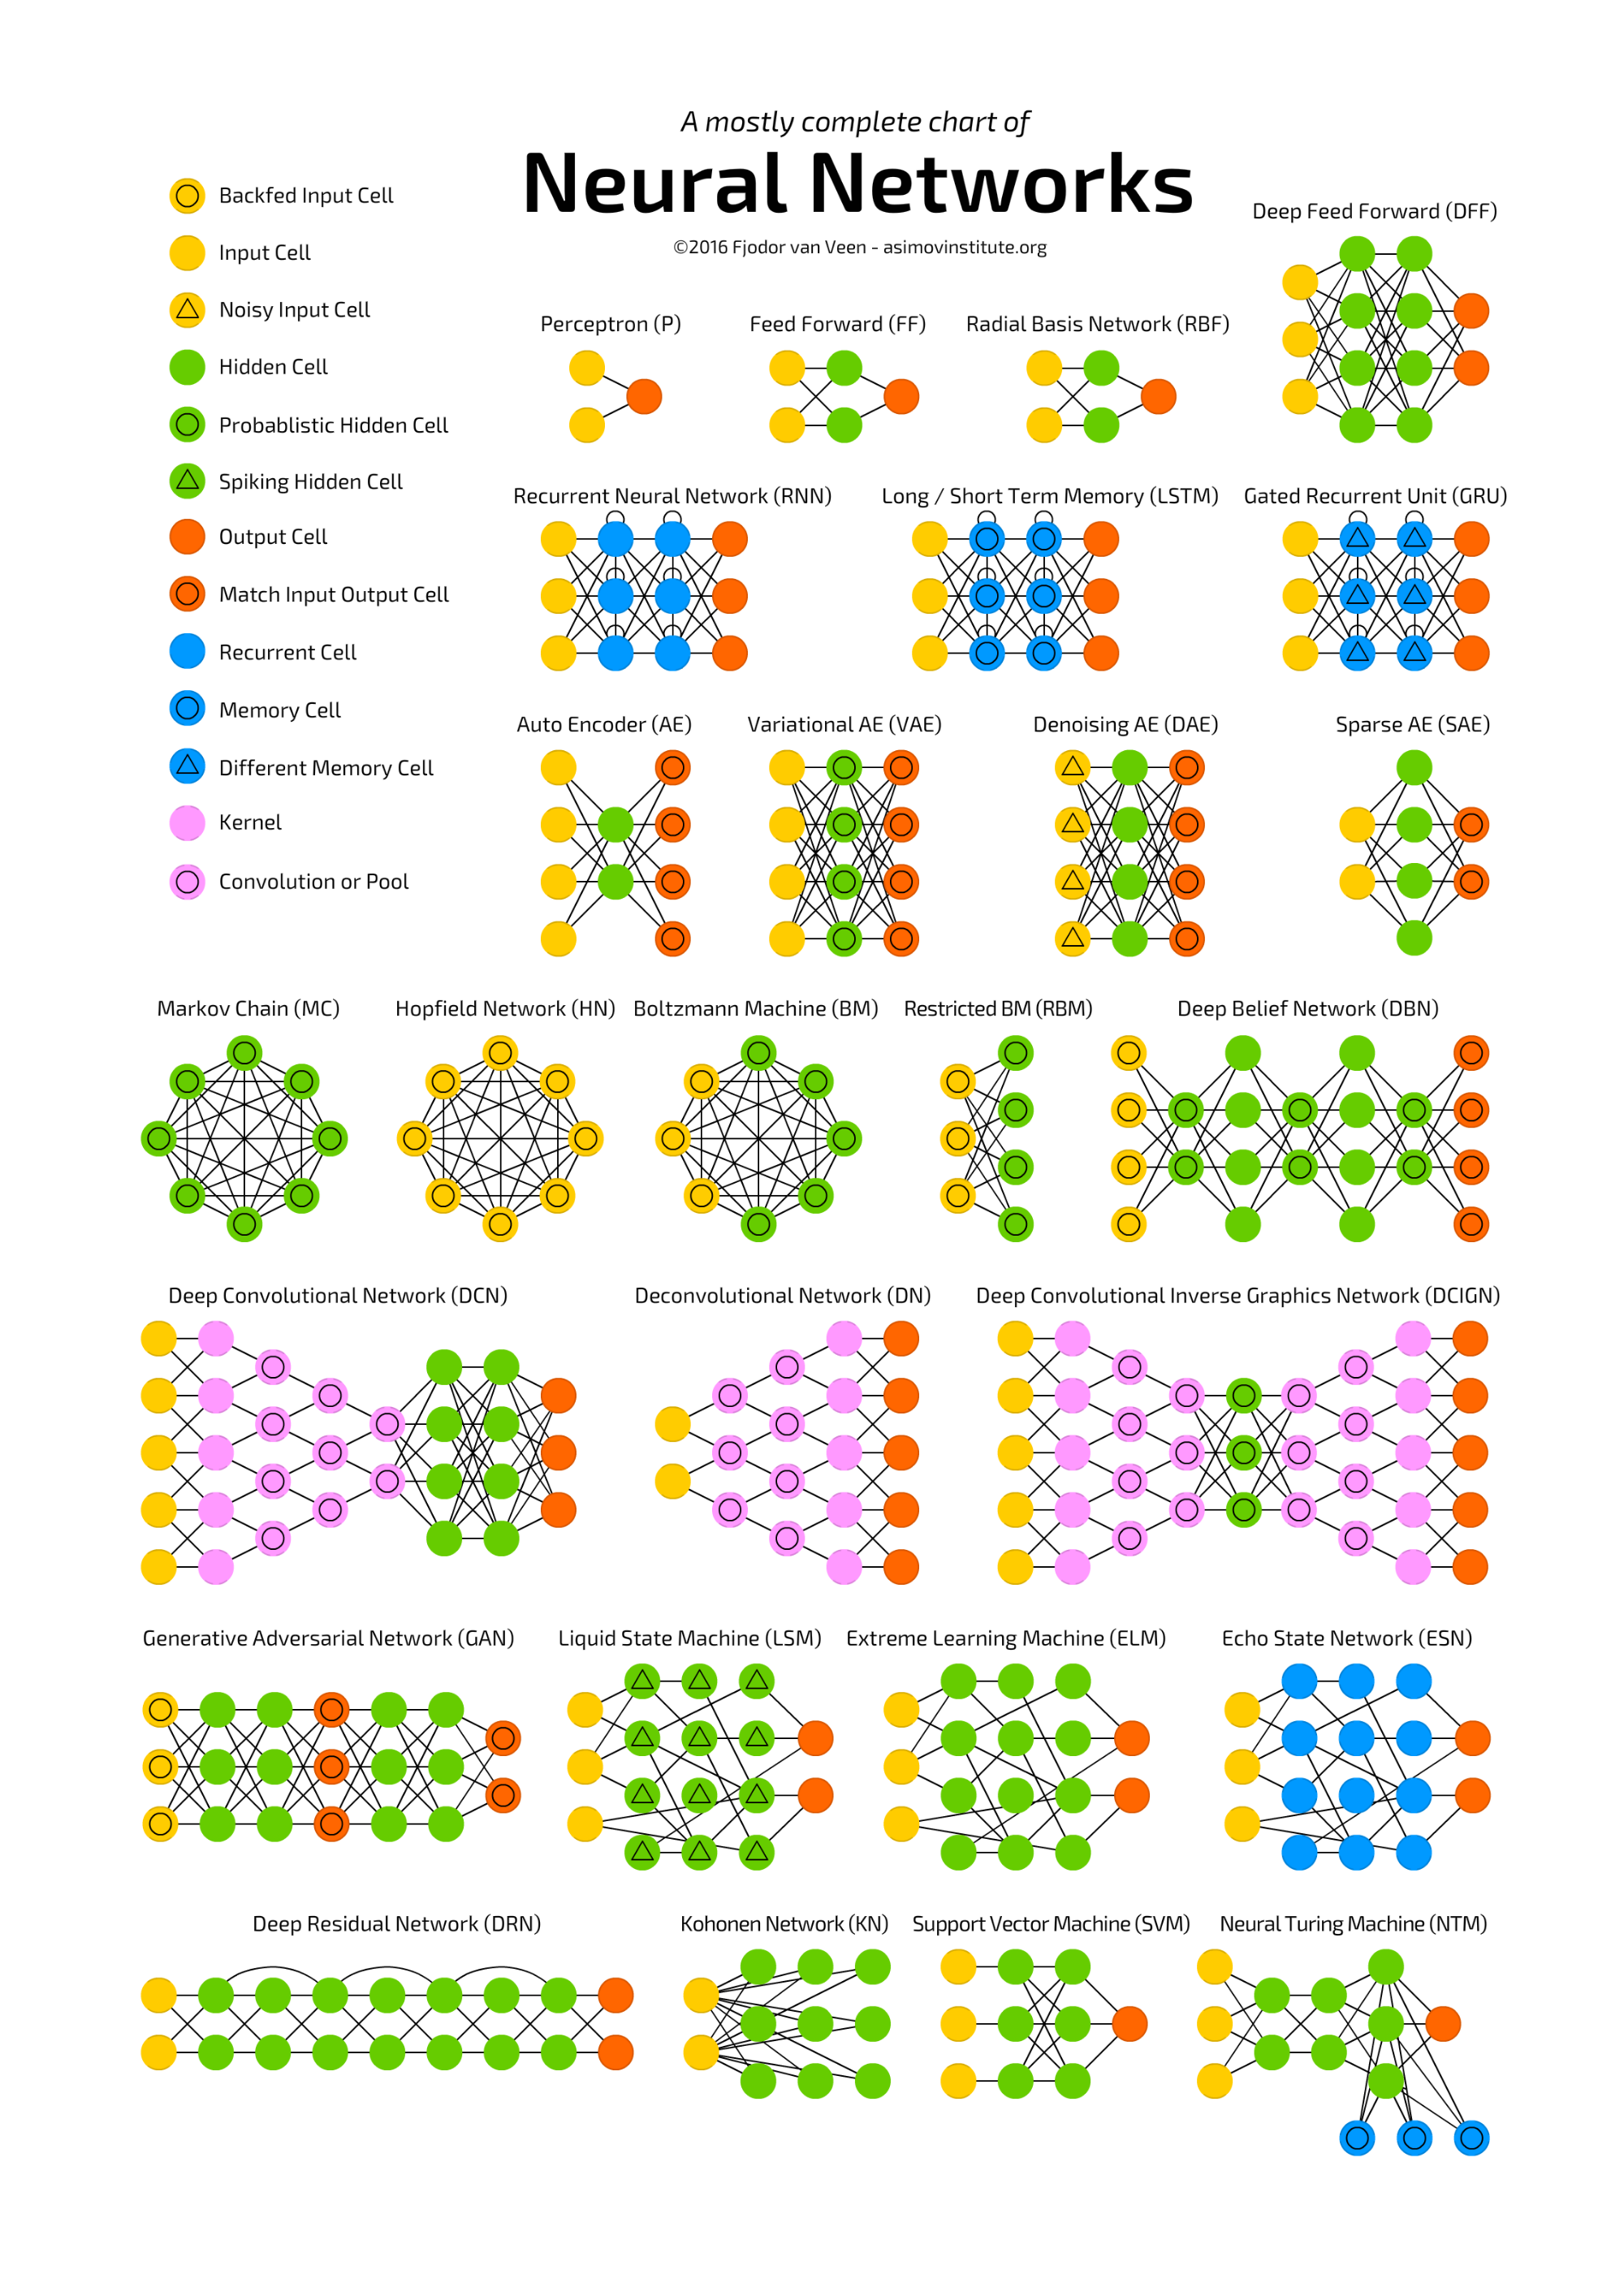 A mostly complete chart of
Neural Networks
©2016 Fjodor van Veen - asimovinstitute.org
Backfed Input Cell
Input Cell
Noisy Input Cell
Hidden Cell
Probablistic Hidden Cell
Spiking Hidden Cell
Output Cell
Match Input Output Cell
Recurrent Cell
Memory Cell
Different Memory Cell
Kernel
Convolution or Pool
Deep Feed Forward (DFF)
Perceptron (P)
Feed Forward (FF)
Radial Basis Network (RBF)
Recurrent Neural Network (RNN)
Long / Short Term Memory (LSTM)
Gated Recurrent Unit (GRU)
Auto Encoder (AE)
Variational AE (VAE)
Denoising AE (DAE)
Sparse AE (SAE)
Markov Chain (MC)
Hopfield Network (HN)
Boltzmann Machine (BM)
Restricted BM (RBM)
Deep Belief Network (DBN)
Deep Convolutional Network (DCN)
Deconvolutional Network (DN)
Deep Convolutional Inverse Graphics Network (DCIGN)
Generative Adversarial Network (GAN)
Liquid State Machine (LSM)
Extreme Learning Machine (ELM)
Echo State Network (ESN)
Deep Residual Network (DRN)
Kohonen Network (KN)
Support Vector Machine (SVM)
Neural Turing Machine (NTM)